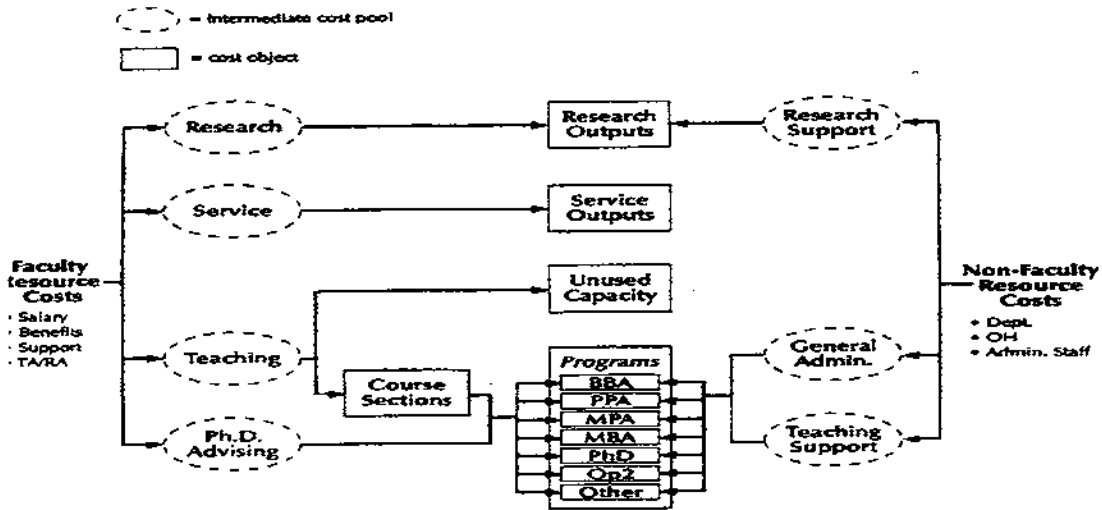 = Intermediate cost pool
= cost object
Research
Research
Outputs
Research
Support
Service
Service
Outputs
Faculty
Resource
Costs
· Salary
· Benefits
· Support
· TA/RA
Unused
Capacity
Non-Faculty
Resource
Costs
• Dept.
• OH
• Admin. Staff
Teaching
General
Admin.
Course
Sections
Programs
BBA
PPA
MPA
MBA
PhD
Op2
Other
Ph.D.
Advising
Teaching
Support